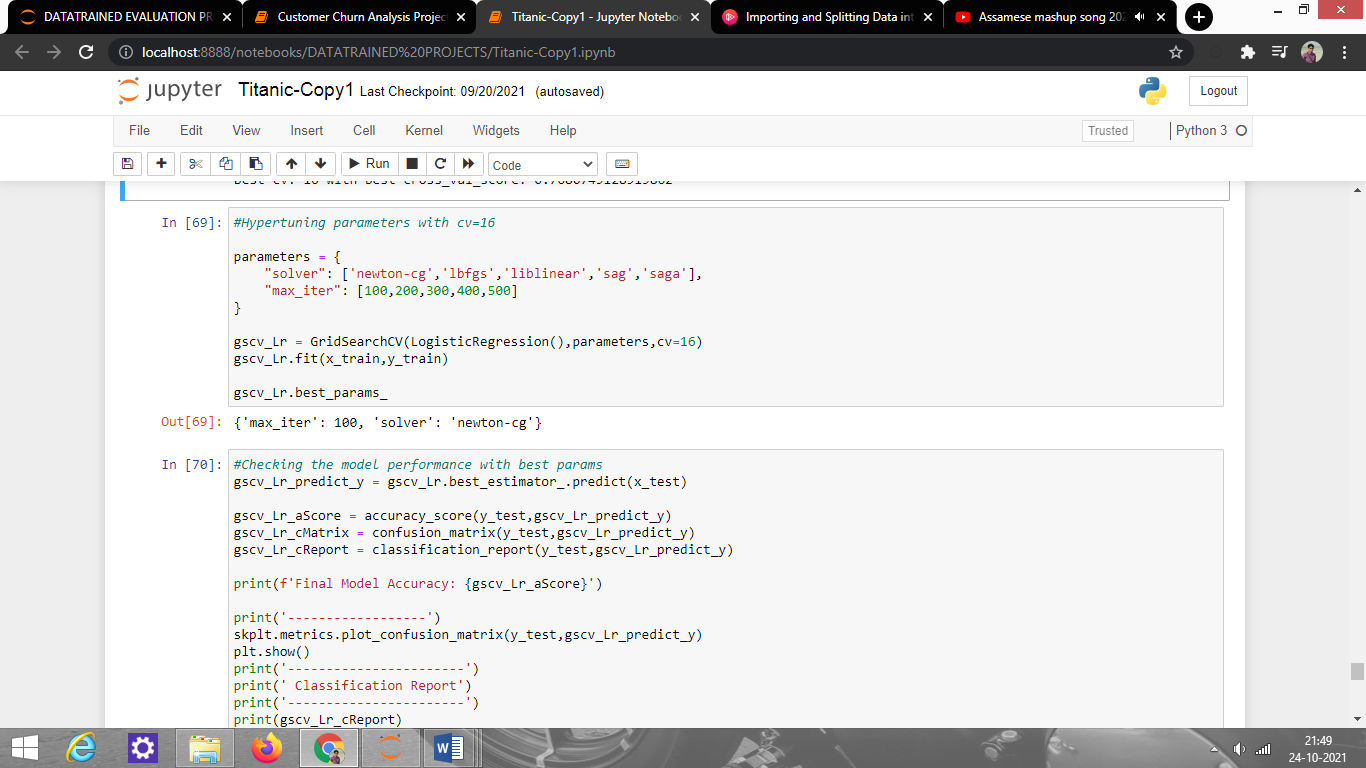 DATATRAINED EVALUATION PR
Customer Churn Analysis Projec
Titanic-Copy1 - Jupyter Noteboo
Importing and Splitting Data int
Assamese mashup song 202
localhost:8888/notebooks/DATATRAINED%20PROJECTS/Titanic-Copy1.ipynb
jupyter Titanic-Copy1 Last Checkpoint: 09/20/2021 (autosaved)
Logout
File Edit View Insert Cell Kernel Widgets Help
Trusted
Python 3
Run
Code
In [69]: #Hypertuning parameters with cv=16
parameters = {
"solver": ['newton-cg','lbfgs','liblinear','sag','saga'],
"max_iter": [100,200,300,400,500]
}
gscv_Lr = GridSearchCV(LogisticRegression(),parameters,cv=16)
gscv_Lr.fit(x_train,y_train)
gscv_Lr.best_params_
Out[69]: {'max_iter': 100, 'solver': 'newton-cg'}
In [70]: #Checking the model performance with best params
gscv_Lr_predict_y = gscv_Lr.best_estimator_.predict(x_test)
gscv_Lr_aScore = accuracy_score(y_test,gscv_Lr_predict_y)
gscv_Lr_cMatrix = confusion_matrix(y_test,gscv_Lr_predict_y)
gscv_Lr_cReport = classification_report(y_test,gscv_Lr_predict_y)
print(f'Final Model Accuracy: {gscv_Lr_aScore}')
print('------------------')
skplt.metrics.plot_confusion_matrix(y_test,gscv_Lr_predict_y)
plt.show()
print('-----------------------')
print(' Classification Report')
print('-----------------------')
print(gscv_Lr_cReport)
21:49
24-10-2021